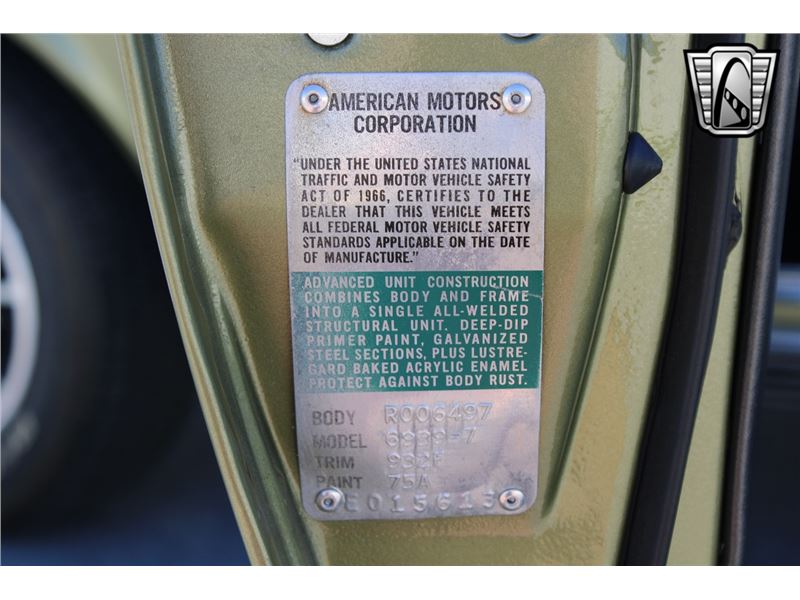 AMERICAN MOTORS
CORPORATION
"UNDER THE UNITED STATES NATIONAL
TRAFFIC AND MOTOR VEHICLE SAFETY
ACT OF 1966, CERTIFIES TO THE
DEALER THAT THIS VEHICLE MEETS
ALL FEDERAL MOTOR VEHICLE SAFETY
STANDARDS APPLICABLE ON THE DATE
OF MANUFACTURE."
ADVANCED UNIT CONSTRUCTION
COMBINES BODY AND FRAME
INTO A SINGLE ALL-WELDED
STRUCTURAL UNIT. DEEP-DIP
PRIMER PAINT, GALVANIZED
STEEL SECTIONS, PLUS LUSTRE-
GARD BAKED ACRYLIC ENAMEL
PROTECT AGAINST BODY RUST.
BODY R006497
MODEL 6939-7
TRIM
PAINT 75A
E015613